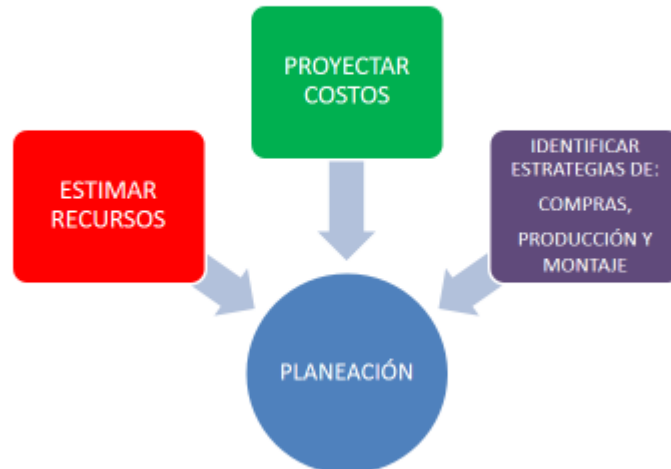 PROYECTAR
COSTOS
ESTIMAR
RECURSOS
IDENTIFICAR
ESTRATEGIAS DE:
COMPRAS,
PRODUCCIÓN Y
MONTAJE
PLANEACIÓN